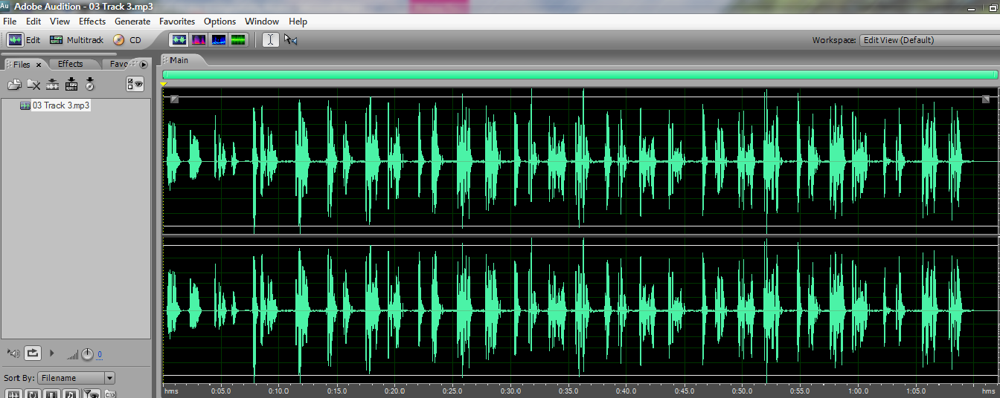 Au Adobe Audition - 03 Track 3.mp3
File Edit View Effects Generate Favorites Options Window Help
Edit Multitrack CD Workspace: Edit View (Default)
Files Effects Favo Main
03 Track 3.mp3
0
Sort By: Filename
hms 0:05.0 0:10.0 0:15.0 0:20.0 0:25.0 0:30.0 0:35.0 0:40.0 0:45.0 0:50.0 0:55.0 1:00.0 1:05.0 hms